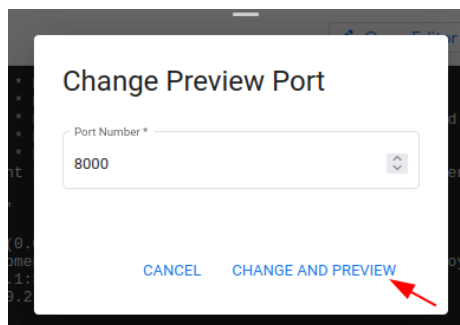 Change Preview Port
Port Number *
8000
CANCEL CHANGE AND PREVIEW